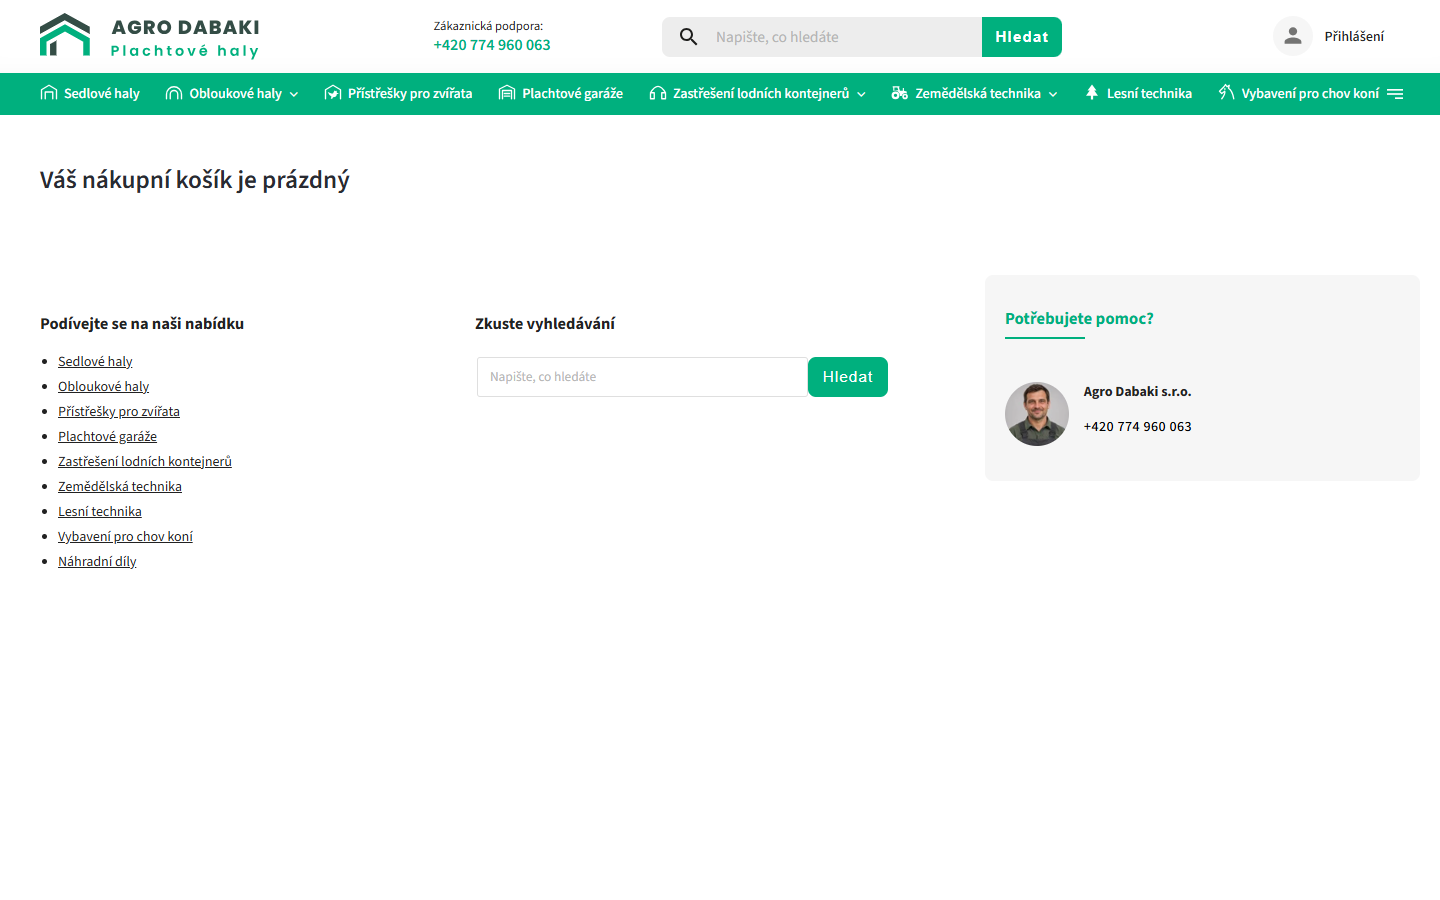 AGRO DABAKI
Plachtové haly
Zákaznická podpora:
+420 774 960 063
Napište, co hledáte
Hledat
Přihlášení
Sedlové haly
Obloukové haly
Přístřešky pro zvířata
Plachtové garáže
Zastřešení lodních kontejnerů
Zemědělská technika
Lesní technika
Vybavení pro chov koní
Váš nákupní košík je prázdný
Podívejte se na naši nabídku
Sedlové haly
Obloukové haly
Přístřešky pro zvířata
Plachtové garáže
Zastřešení lodních kontejnerů
Zemědělská technika
Lesní technika
Vybavení pro chov koní
Náhradní díly
Zkuste vyhledávání
Napište, co hledáte
Hledat
Potřebujete pomoc?
Agro Dabaki s.r.o.
+420 774 960 063